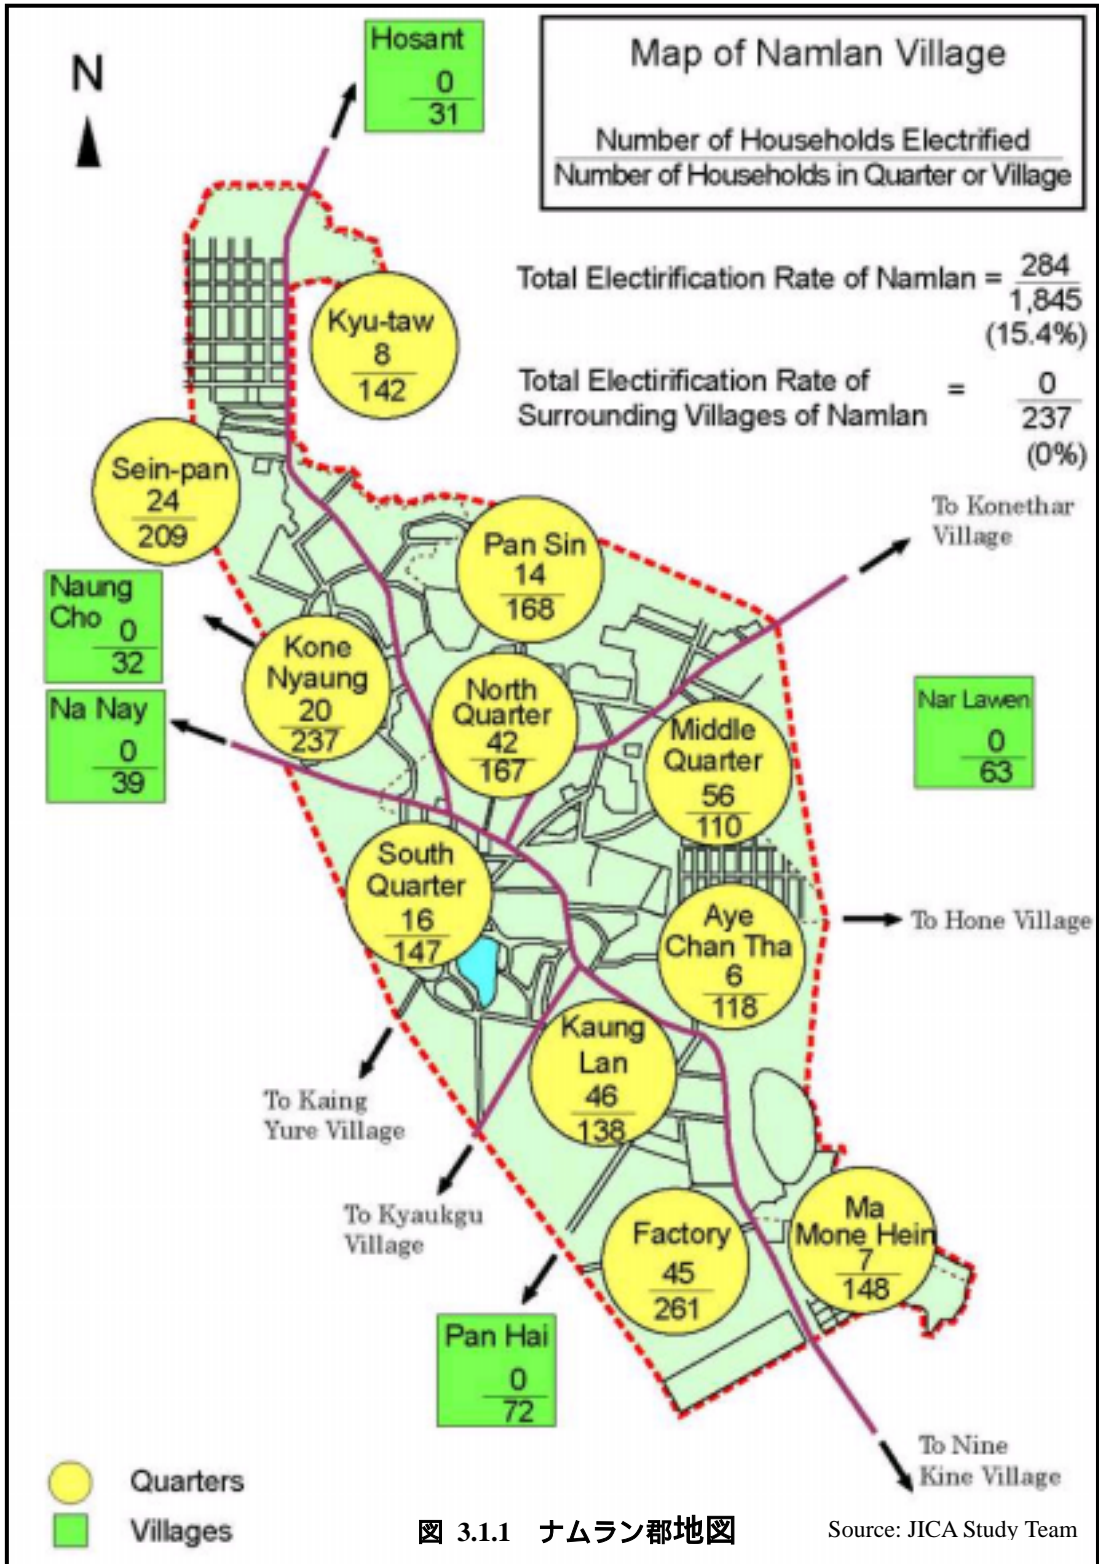 Map of Namlan Village
Number of Households Electrified
Number of Households in Quarter or Village
N
Hosant
0
31
Total Electirification Rate of Namlan = 284
1,845
(15.4%)
Total Electirification Rate of
Surrounding Villages of Namlan
=
0
237
(0%)
Kyu-taw
8
142
Sein-pan
24
209
Pan Sin
14
168
To Konethar
Village
Naung
Cho
0
32
Kone
Nyaung
20
237
North
Quarter
42
167
Na Nay
0
39
Middle
Quarter
56
110
Nar Lawen
0
63
South
Quarter
16
147
Aye
Chan Tha
6
118
To Hone Village
Kaung
Lan
46
138
To Kaing
Yure Village
To Kyaukgu
Village
Factory
45
261
Ma
Mone Hein
7
148
Pan Hai
0
72
To Nine
Kine Village
Quarters
Villages
図 3.1.1 ナムラン郡地図
Source: JICA Study Team